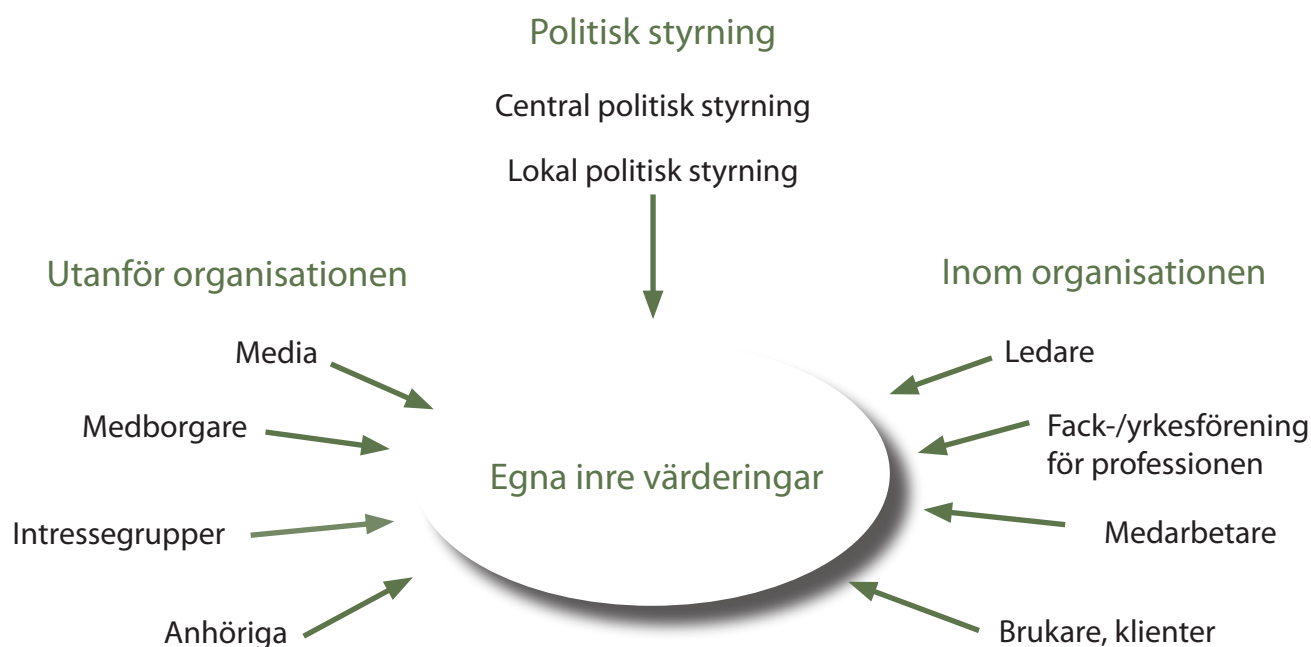 Politisk styrning
Central politisk styrning
Lokal politisk styrning
Utanför organisationen
Media
Medborgare
Intressegrupper
Anhöriga
Egna inre värderingar
Inom organisationen
Ledare
Fack-/yrkesförening
för professionen
Medarbetare
Brukare, klienter